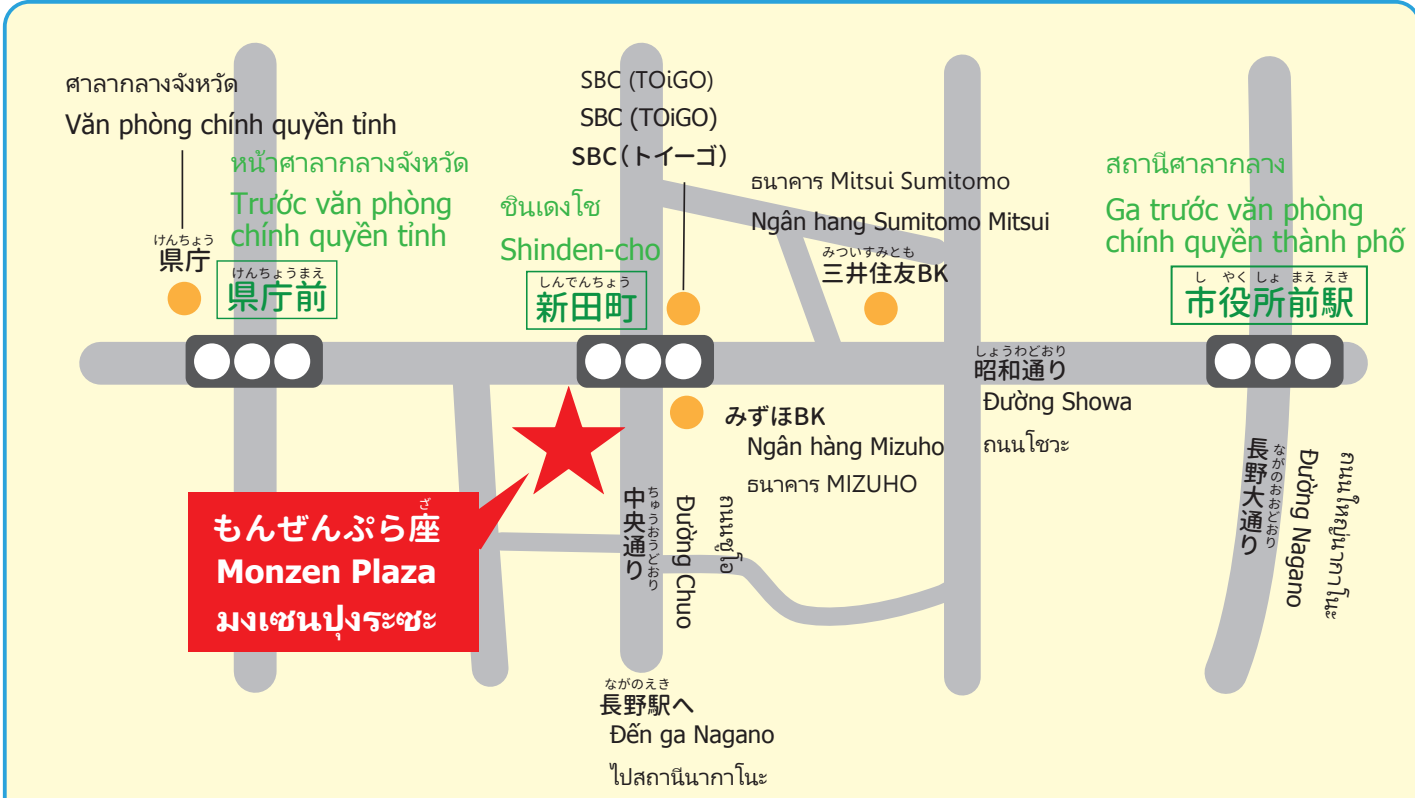 ศาลากลางจังหวัด
Văn phòng chính quyền tỉnh
けんちょう
県庁
หน้าศาลากลางจังหวัด
Trước văn phòng
chính quyền tỉnh
けんちょうまえ
県庁前
ชินเดงโช
Shinden-cho
しんでんちょう
新田町
SBC (TOiGO)
SBC (TOiGO)
SBC(トイーゴ)
ธนาคาร Mitsui Sumitomo
Ngân hang Sumitomo Mitsui
みついすみとも
三井住友BK
สถานีศาลากลาง
Ga trước văn phòng
chính quyền thành phố
し やくしょ まええき
市役所前駅
しょうわどおり
昭和通り
Đường Showa
ถนนโชวะ
みずほBK
Ngân hàng Mizuho
ธนาคาร MIZUHO
ざ
もんぜんぷら座
Monzen Plaza
มงเซนปุงระซะ
ちゅうおうどおり
中央通り
Đường Chuo
ถนนชูโอ
ながのおおどおり
長野大通り
Đường Nagano
ถนนใหญ่นากาโนะ
ながのえき
長野駅へ
Đến ga Nagano
ไปสถานีนากาโนะ